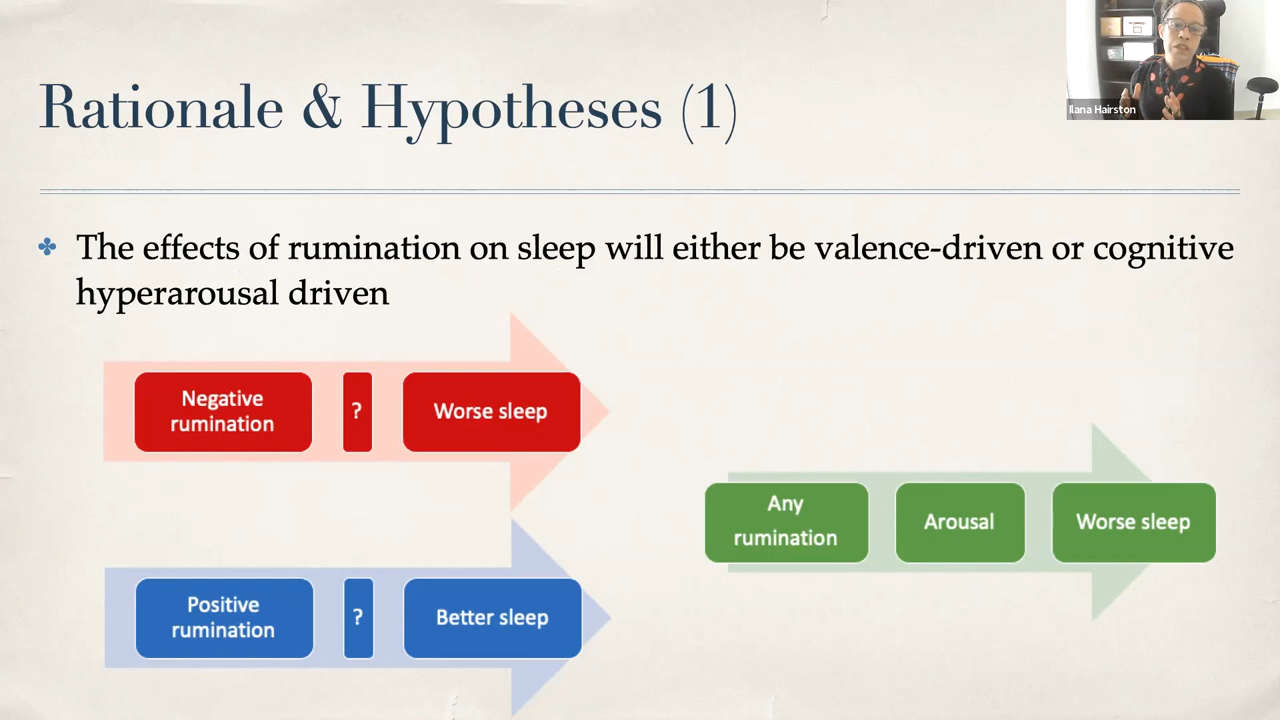 Rationale & Hypotheses (1)
Ilana Hairston
The effects of rumination on sleep will either be valence-driven or cognitive
hyperarousal driven
Negative
rumination
?
Worse sleep
Positive
rumination
?
Better sleep
Any
rumination
Arousal
Worse sleep